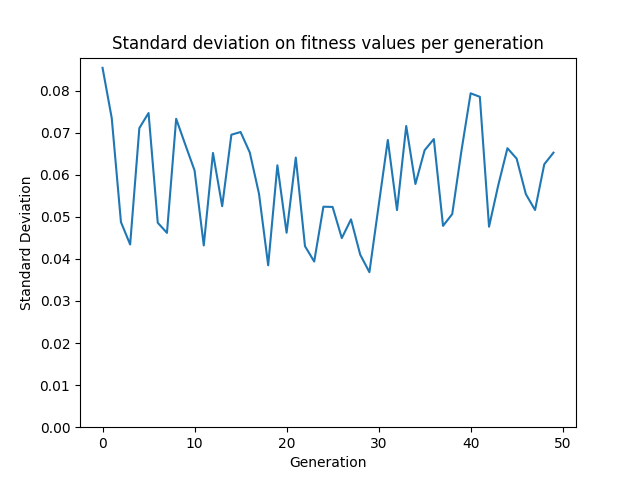 Standard deviation on fitness values per generation
0.08
0.07
0.06
0.05
0.04
0.03
0.02
0.01
0.00
Standard Deviation
0 10 20 30 40 50
Generation